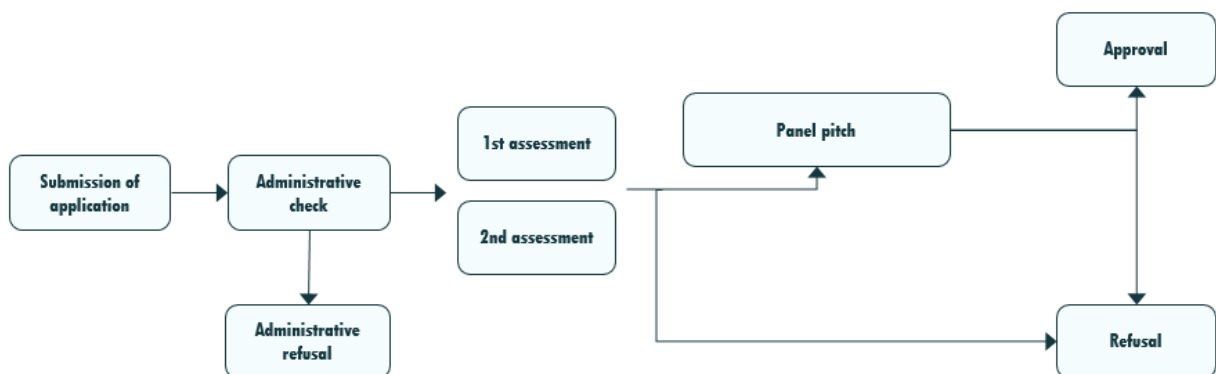 Submission of
application
Administrative
check
Administrative
refusal
1st assessment
2nd assessment
Panel pitch
Approval
Refusal